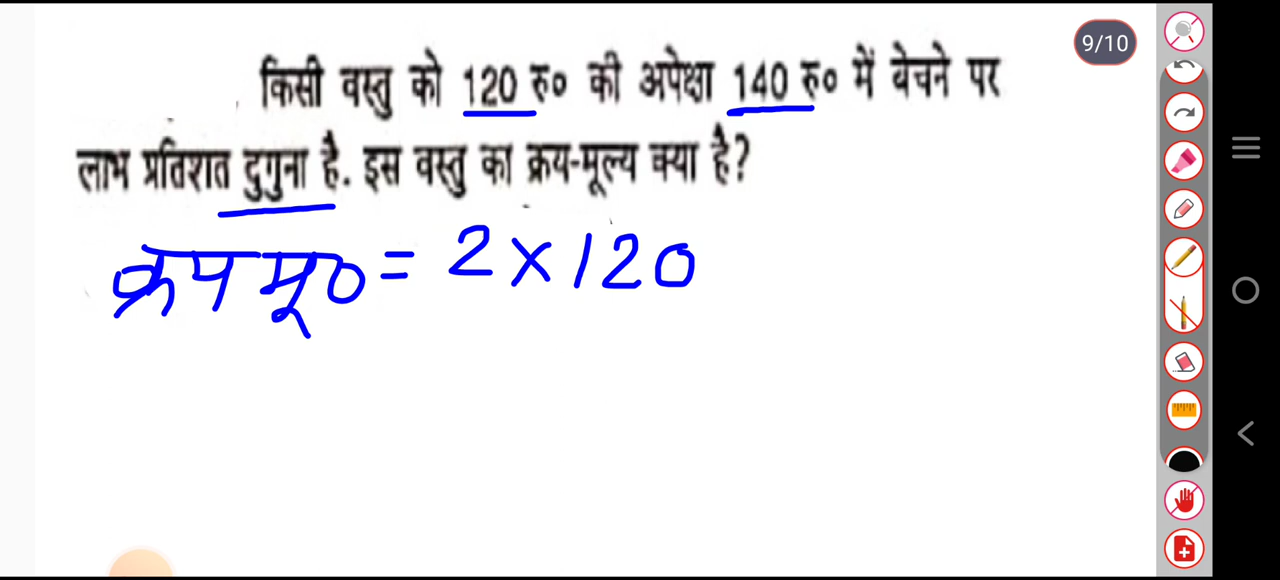 9/10
किसी वस्तु को 120 रु० की अपेक्षा 140 रु० में बेचने पर
लाभ प्रतिशत दुगुना है. इस वस्तु का क्रय-मूल्य क्या है?
क्रय मू० = 2 × 120